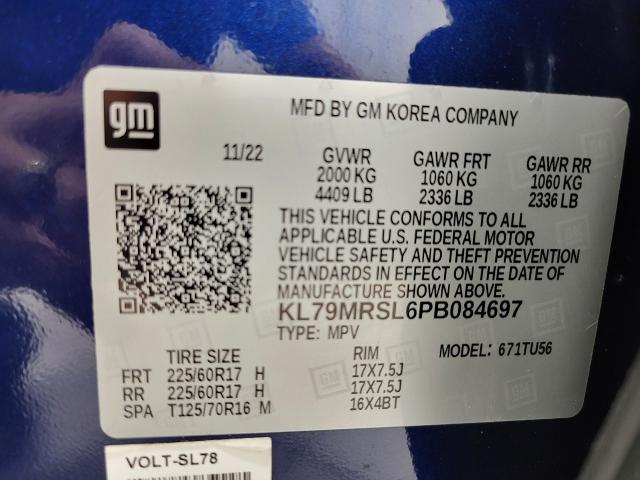 gm
MFD BY GM KOREA COMPANY
11/22
GVWR GAWR FRT GAWR RR
2000 KG 1060 KG 1060 KG
4409 LB 2336 LB 2336 LB
THIS VEHICLE CONFORMS TO ALL
APPLICABLE U.S. FEDERAL MOTOR
VEHICLE SAFETY AND THEFT PREVENTION
STANDARDS IN EFFECT ON THE DATE OF
MANUFACTURE SHOWN ABOVE.
KL79MRSL6PB084697
TYPE: MPV
MODEL: 671TU56
TIRE SIZE RIM
FRT 225/60R17 H 17X7.5J
RR 225/60R17 H 17X7.5J
SPA T125/70R16 M 16X4BT
VOLT-SL78